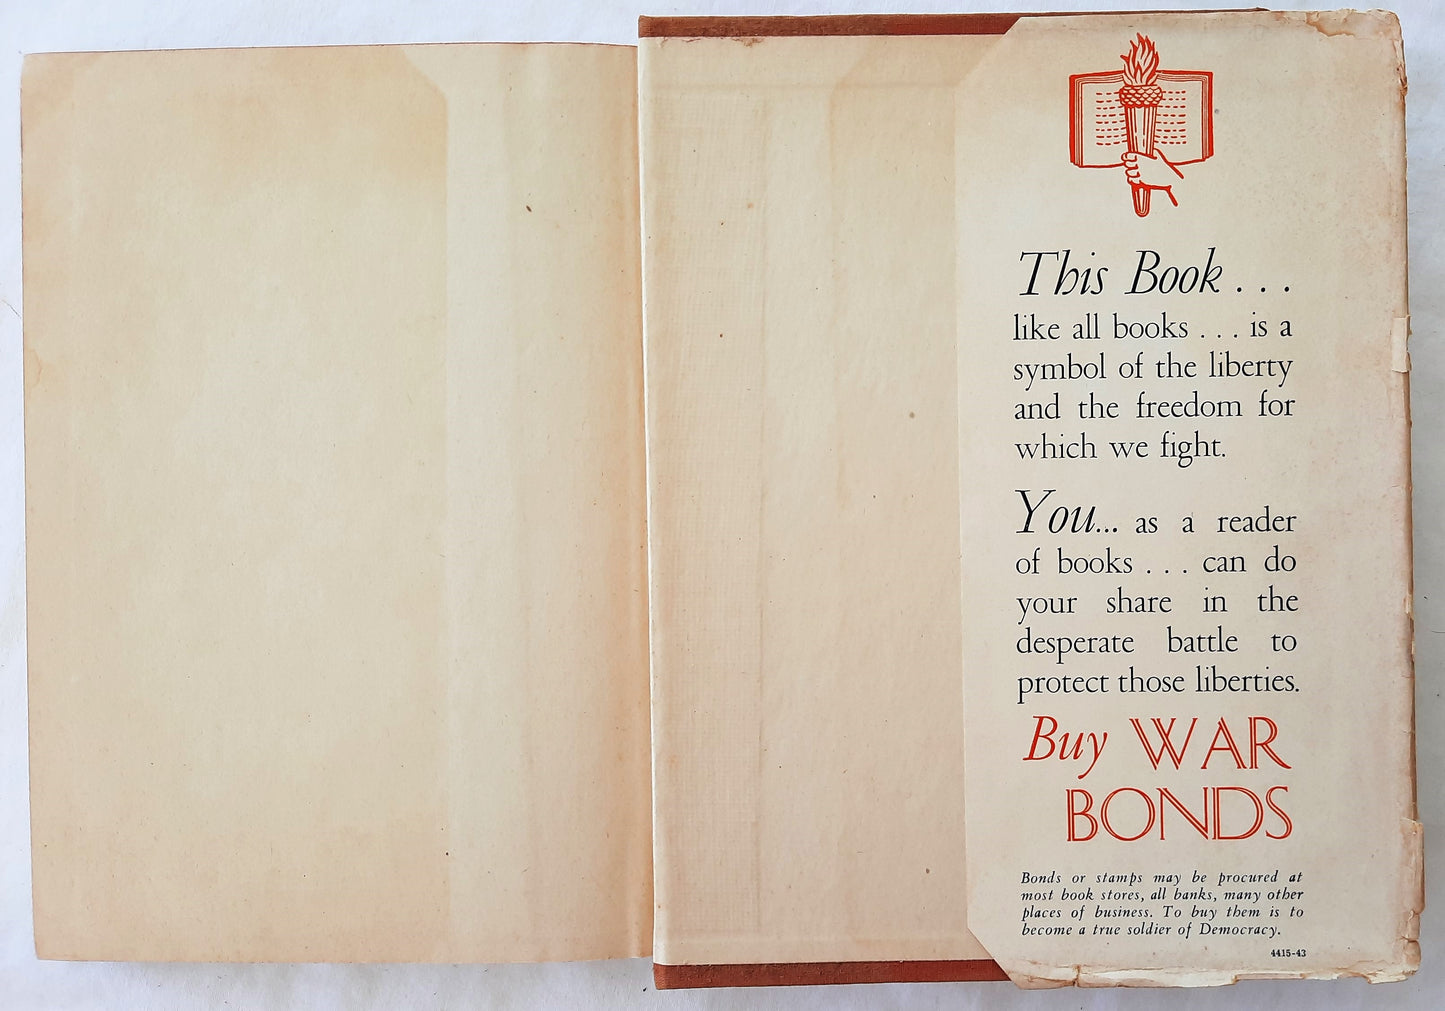 This Book . . .
like all books . . . is a
symbol of the liberty
and the freedom for
which we fight.
You... as a reader
of books . . . can do
your share in the
desperate battle to
protect those liberties.
Buy WAR
BONDS
Bonds or stamps may be procured at
most book stores, all banks, many other
places of business. To buy them is to
become a true soldier of Democracy.
4415-43